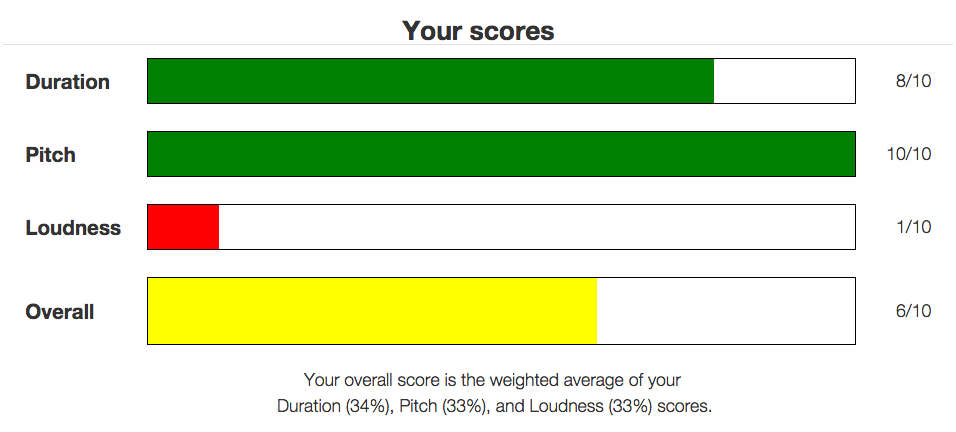 Your scores
Duration 8/10
Pitch 10/10
Loudness 1/10
Overall 6/10
Your overall score is the weighted average of your
Duration (34%), Pitch (33%), and Loudness (33%) scores.